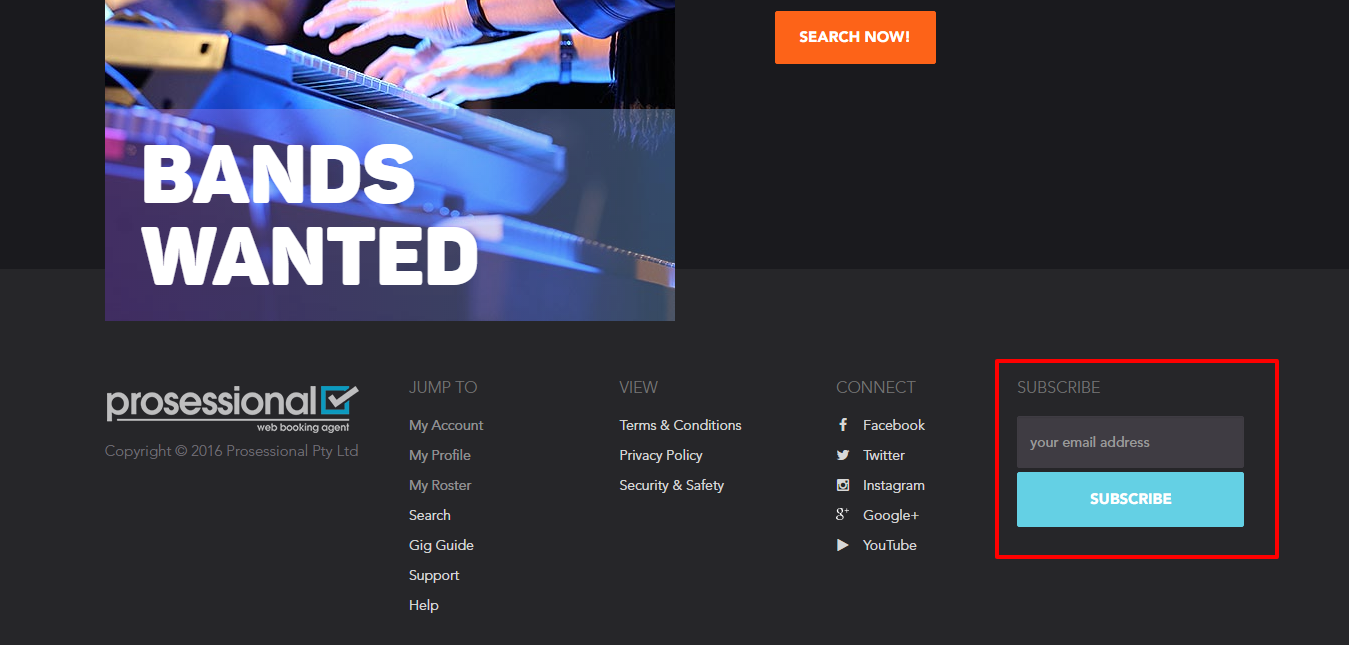 SEARCH NOW!
BANDS
WANTED
prosessional
web booking agent
Copyright © 2016 Prosessional Pty Ltd
JUMP TO
My Account
My Profile
My Roster
Search
Gig Guide
Support
Help
VIEW
Terms & Conditions
Privacy Policy
Security & Safety
CONNECT
Facebook
Twitter
Instagram
Google+
YouTube
SUBSCRIBE
your email address
SUBSCRIBE